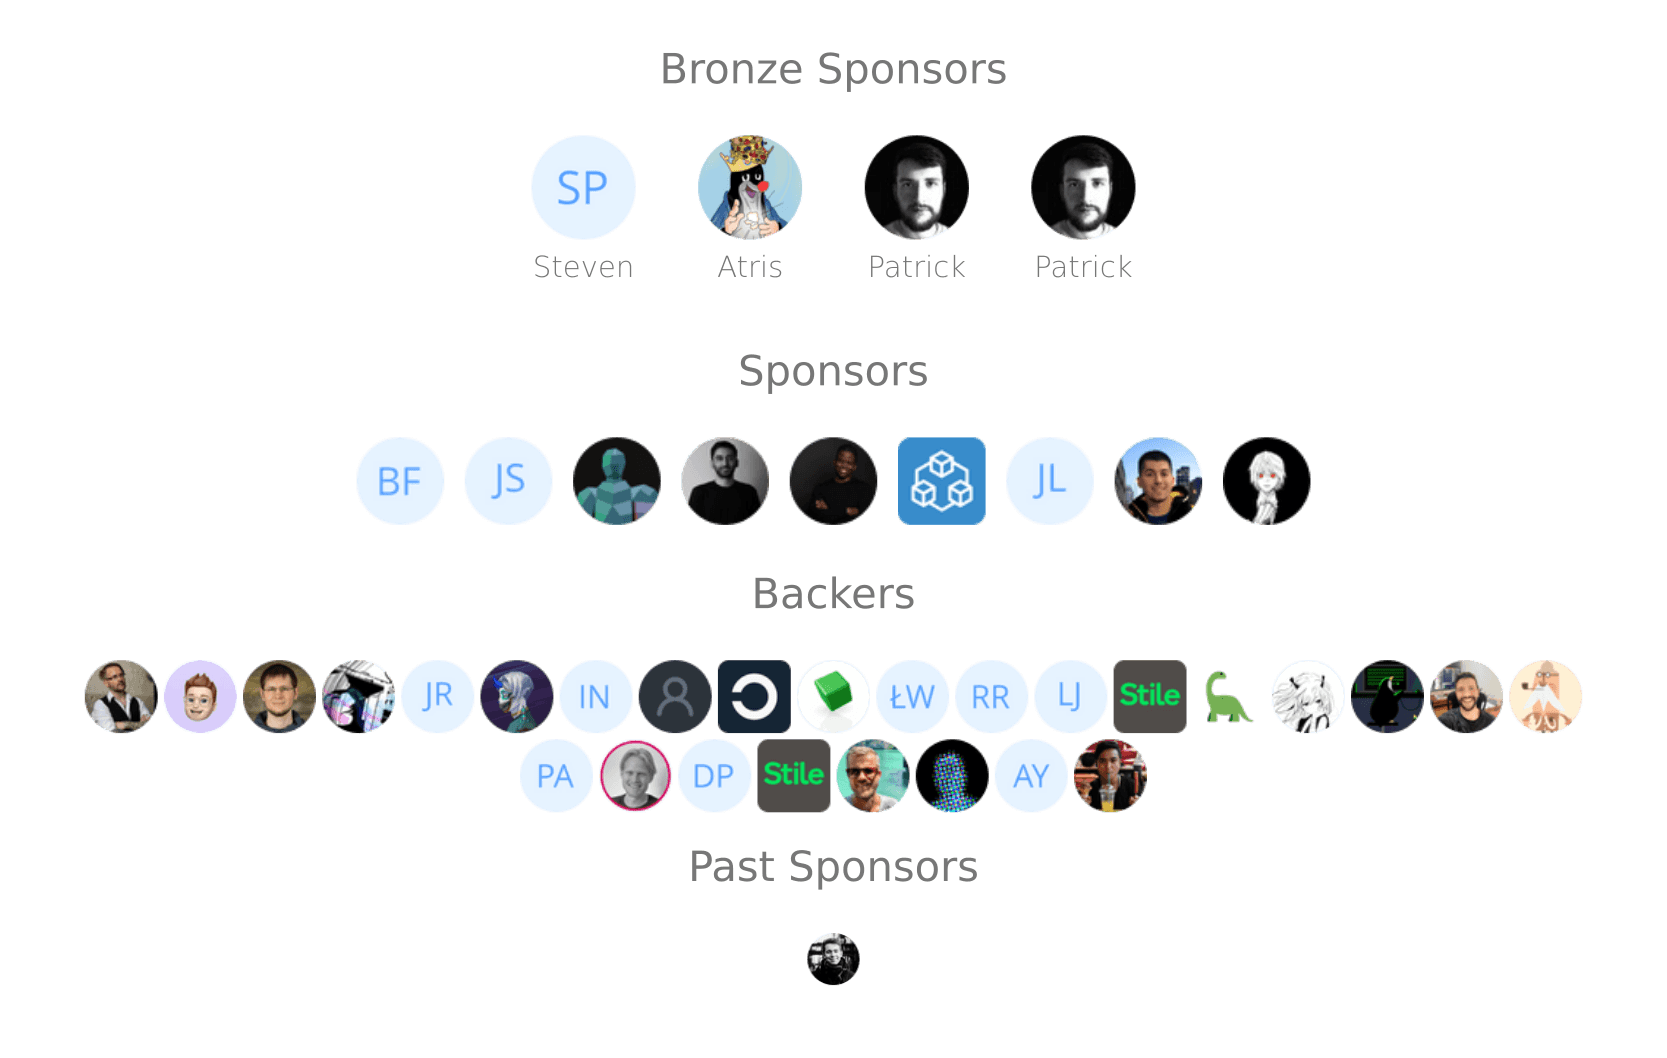 Bronze Sponsors
SP
Steven Atris Patrick Patrick
Sponsors
BF JS JL
Backers
JR IN ŁW RR LJ Stile
PA DP Stile AY
Past Sponsors